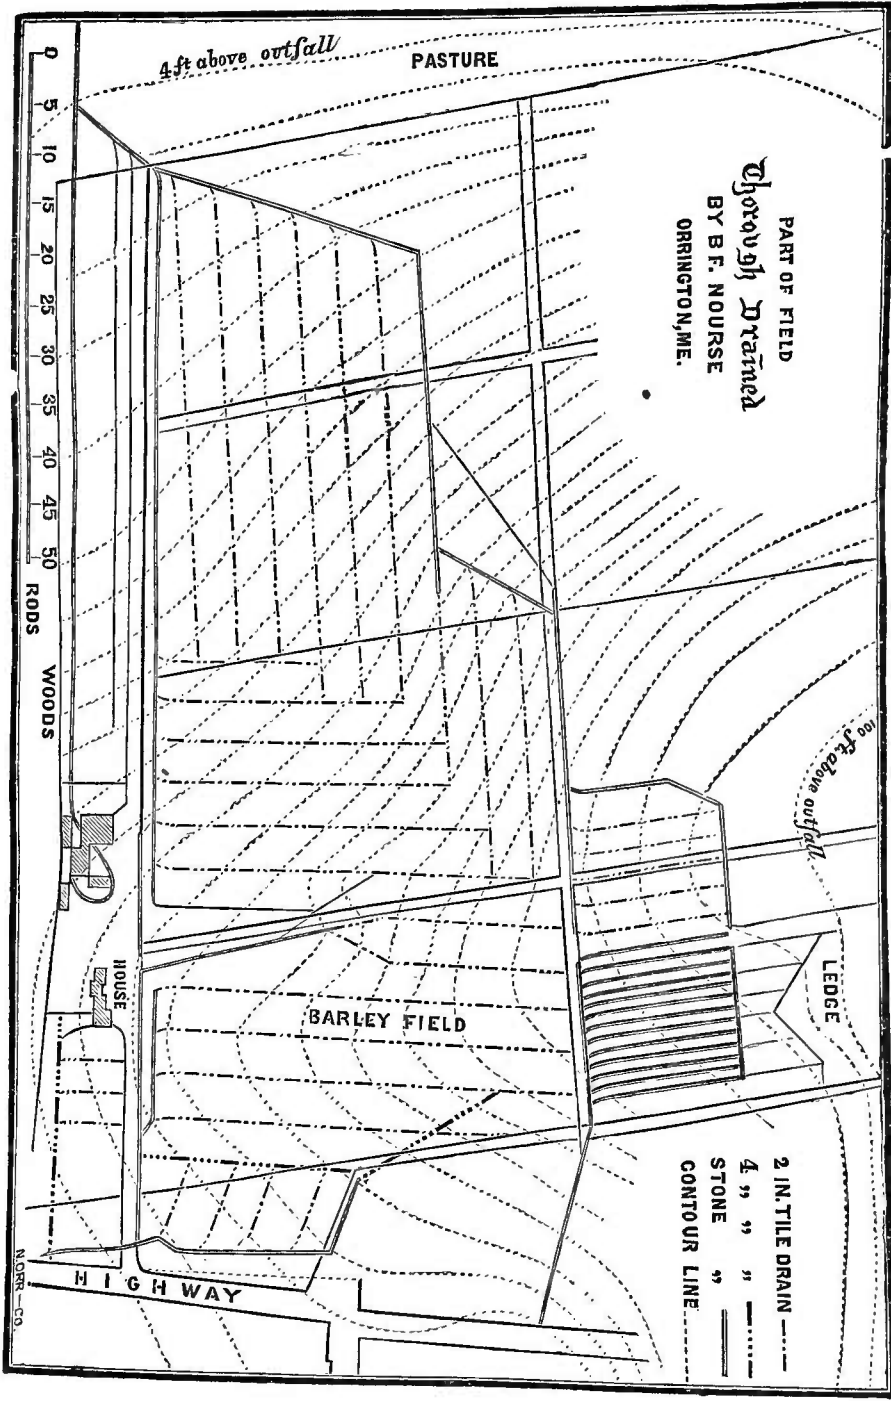 PART OF FIELD
Thorough Drained
BY B F. NOURSE
ORRINGTON, ME.
4 ft above outfall
PASTURE
100 ft above outfall
LEDGE
BARLEY FIELD
HOUSE
WOODS
HIGHWAY
0 5 10 15 20 25 30 35 40 45 50
RODS
2 IN. TILE DRAIN
4 " " "
STONE "
CONTOUR LINE
N. ORR—CO.